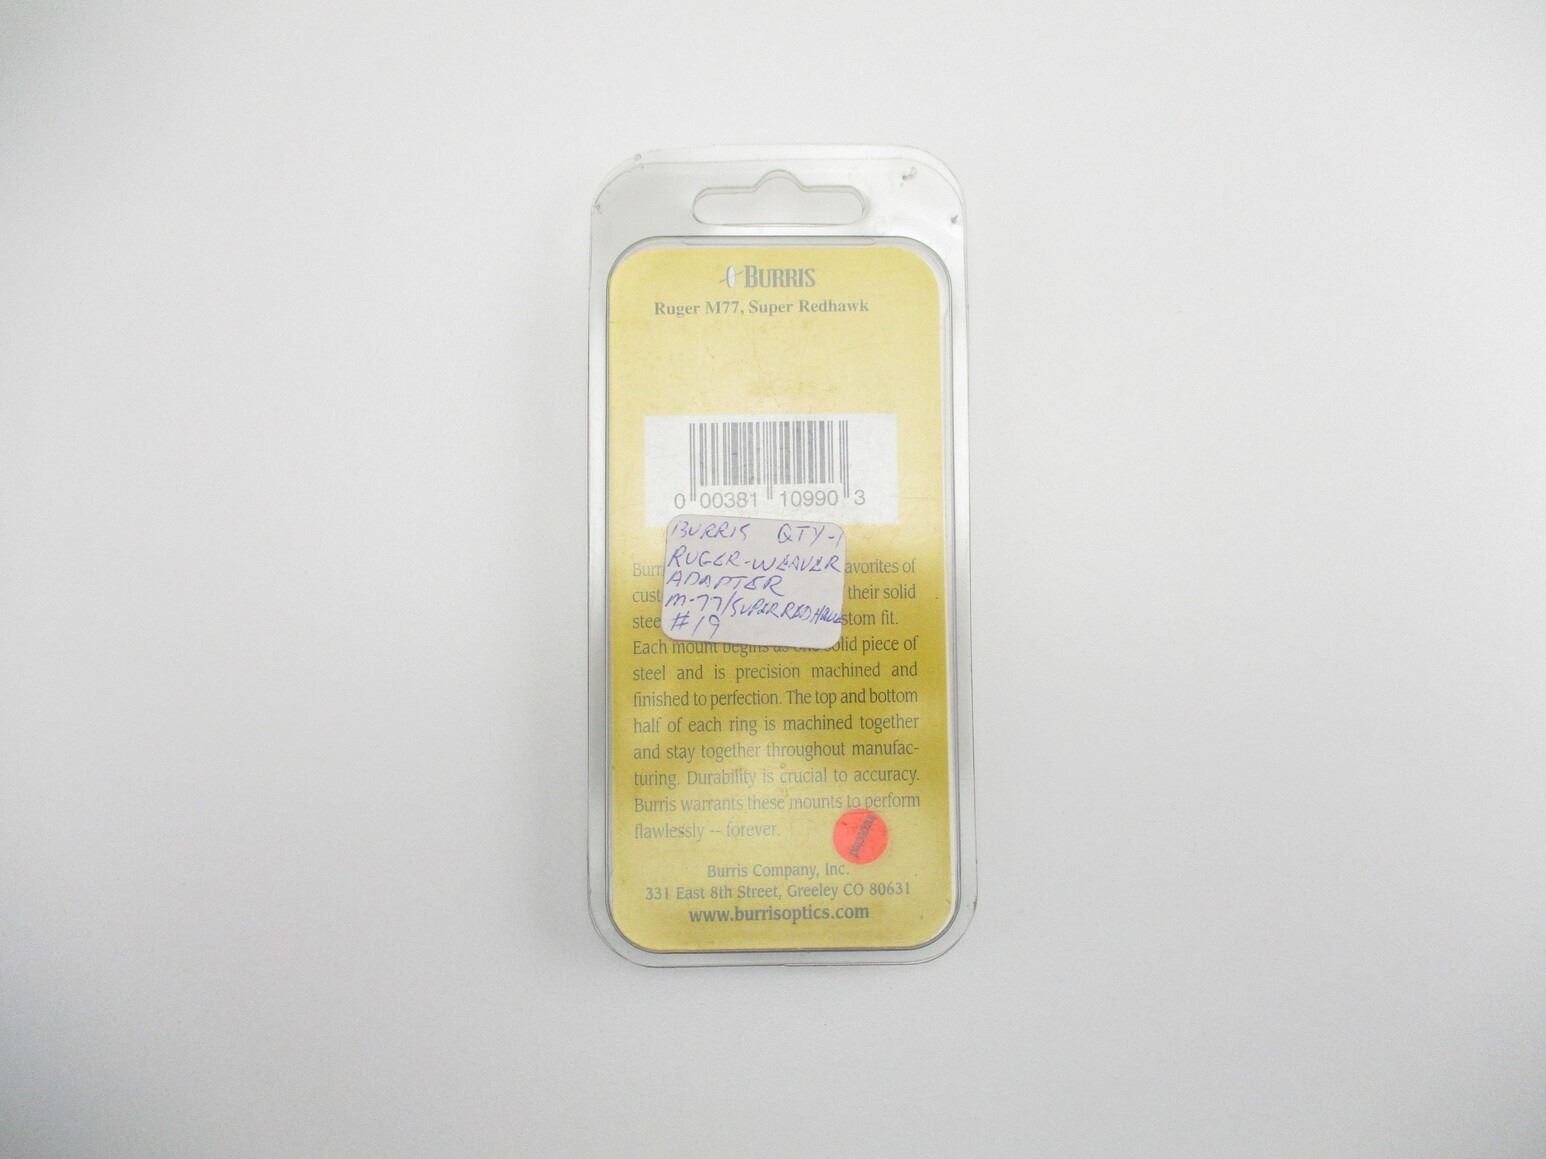 BURRIS
Ruger M77, Super Redhawk
0 00381 10990 3
BURRIS QTY-1
RUGER-WEAVER
ADAPTER
M-77/SUPER REDHAWK
#19
avorites of
cust their solid
stee stom fit.
Each mount begins as one solid piece of
steel and is precision machined and
finished to perfection. The top and bottom
half of each ring is machined together
and stay together throughout manufac-
turing. Durability is crucial to accuracy.
Burris warrants these mounts to perform
flawlessly -- forever.
Inspected
Burris Company, Inc.
331 East 8th Street, Greeley CO 80631
www.burrisoptics.com